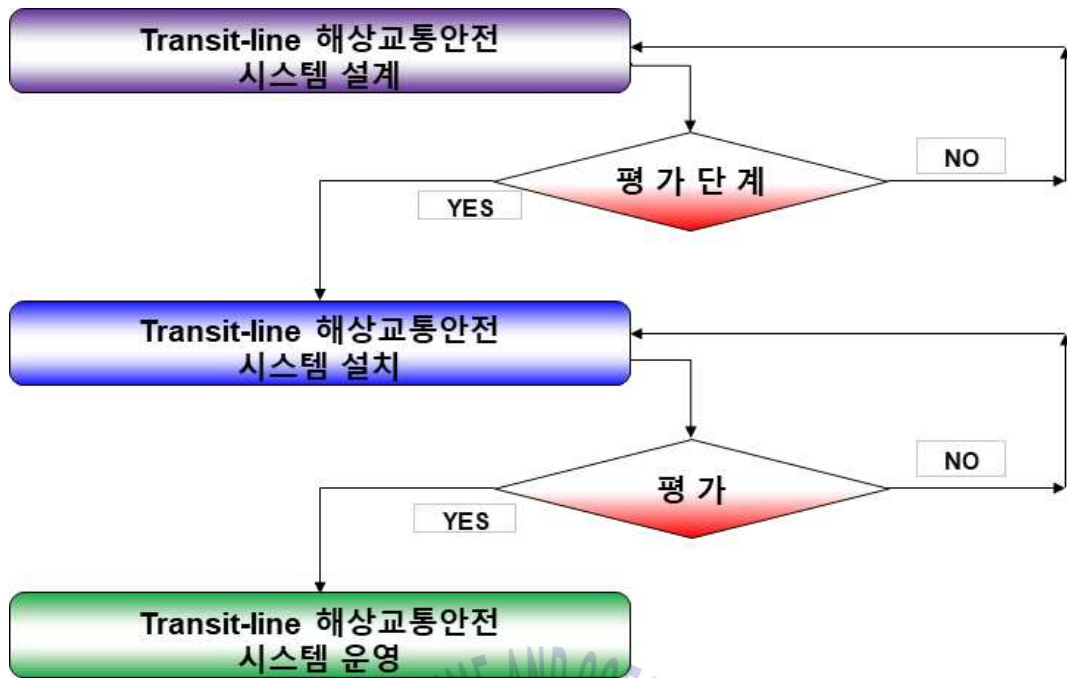 Transit-line 해상교통안전
시스템 설계
평 가 단 계
NO
YES
Transit-line 해상교통안전
시스템 설치
평 가
NO
YES
Transit-line 해상교통안전
시스템 운영
AND